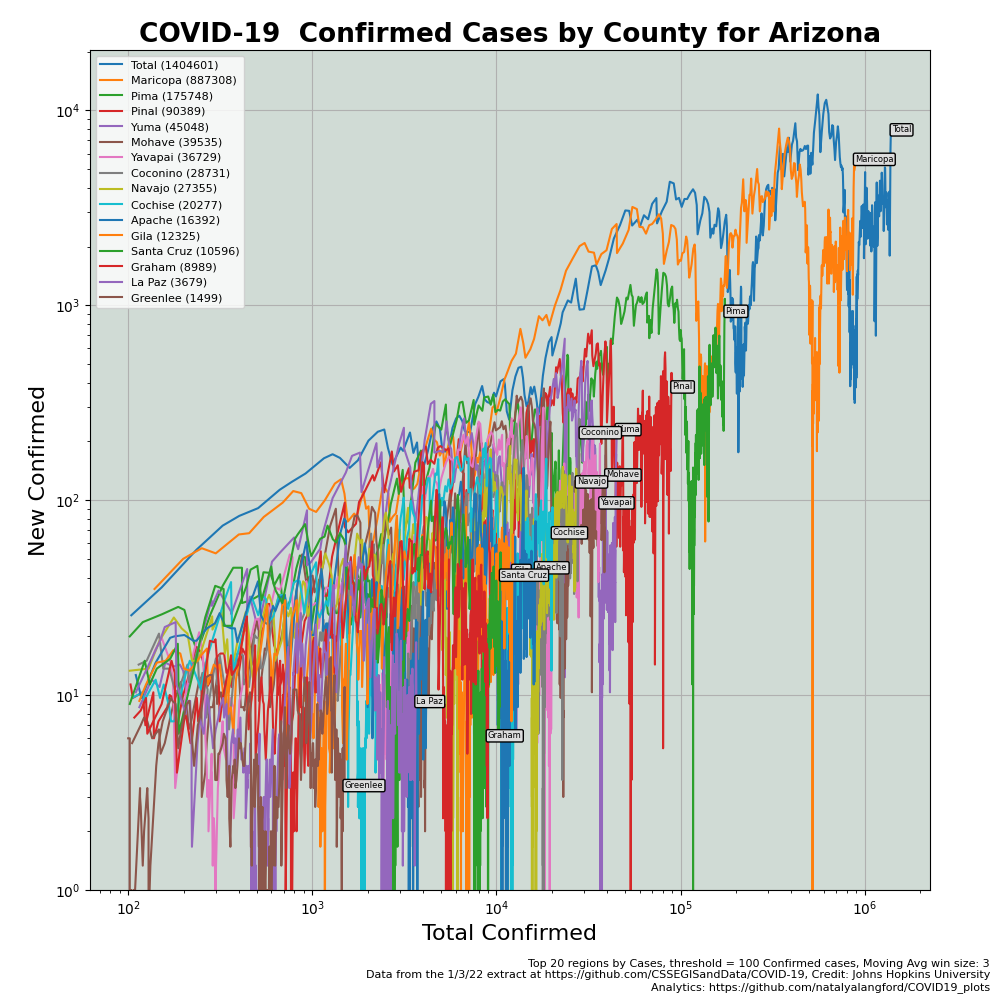 COVID-19  Confirmed Cases by County for Arizona
Total (1404601)
Maricopa (887308)
Pima (175748)
Pinal (90389)
Yuma (45048)
Mohave (39535)
Yavapai (36729)
Coconino (28731)
Navajo (27355)
Cochise (20277)
Apache (16392)
Gila (12325)
Santa Cruz (10596)
Graham (8989)
La Paz (3679)
Greenlee (1499)
Total
Maricopa
Pima
Pinal
Yuma
Coconino
Mohave
Navajo
Yavapai
Cochise
Apache
Santa Cruz
La Paz
Graham
Greenlee
New Confirmed
10⁴
10³
10²
10¹
10⁰
10² 10³ 10⁴ 10⁵ 10⁶
Total Confirmed
Top 20 regions by Cases, threshold = 100 Confirmed cases, Moving Avg win size: 3
Data from the 1/3/22 extract at https://github.com/CSSEGISandData/COVID-19, Credit: Johns Hopkins University
Analytics: https://github.com/natalyalangford/COVID19_plots